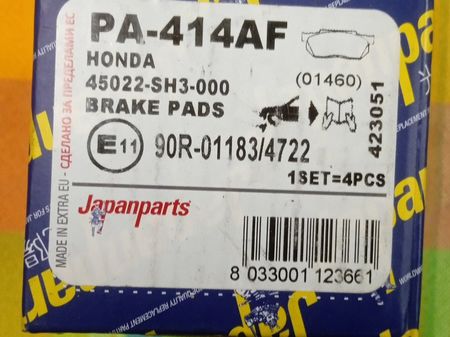 PA-414AF
HONDA
45022-SH3-000
(01460)
BRAKE PADS
423051
E11
90R-01183/4722
1SET=4PCS
Japanparts
8 033001 123661
MADE IN EXTRA EU - СДЕЛАНО ЗА ПРЕДЕЛАМИ ЕС